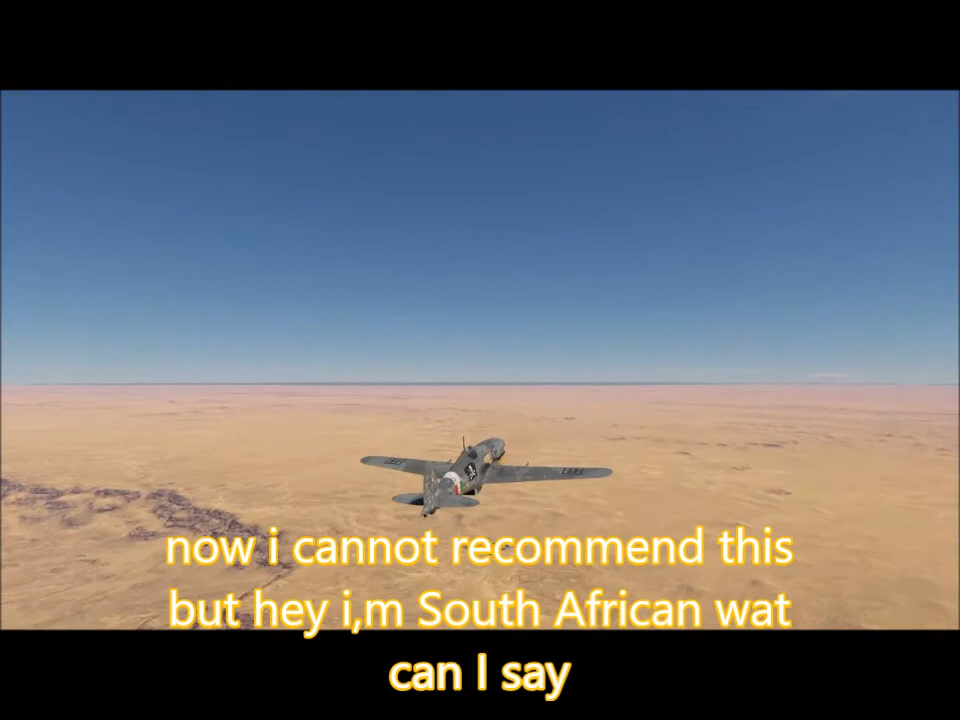 now i cannot recommend this
but hey i,m South African wat
can I say